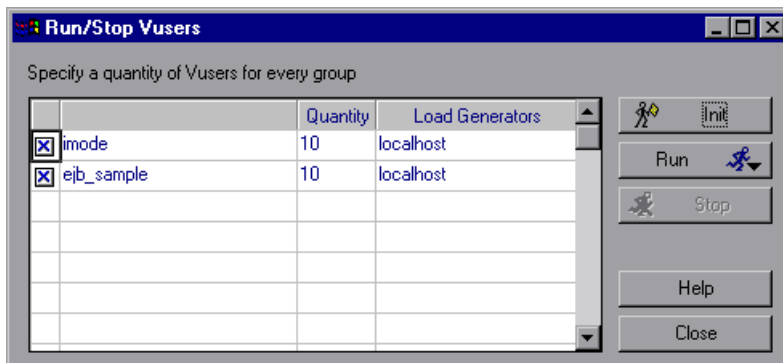 Run/Stop Vusers
Specify a quantity of Vusers for every group
Quantity Load Generators
imode 10 localhost
ejb_sample 10 localhost
Init
Run
Stop
Help
Close